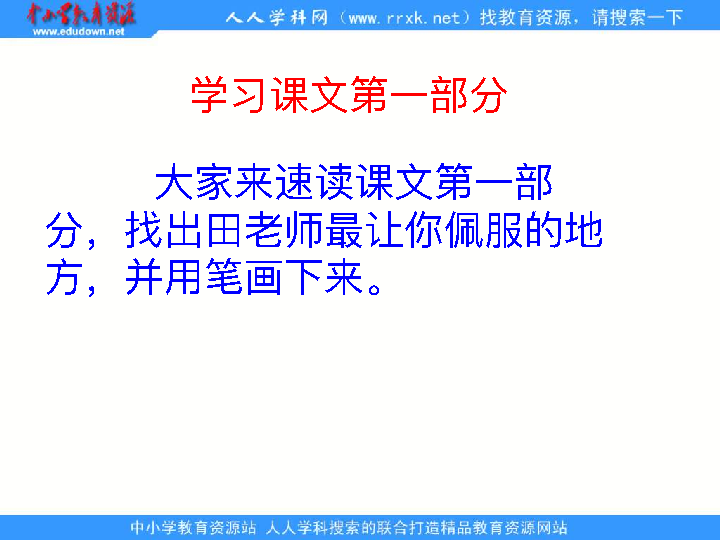 中小学教育资源
www.edudown.net
人人学科网（www.rrxk.net）找教育资源，请搜索一下
学习课文第一部分
大家来速读课文第一部
分，找出田老师最让你佩服的地
方，并用笔画下来。
中小学教育资源站 人人学科搜索的联合打造精品教育资源网站